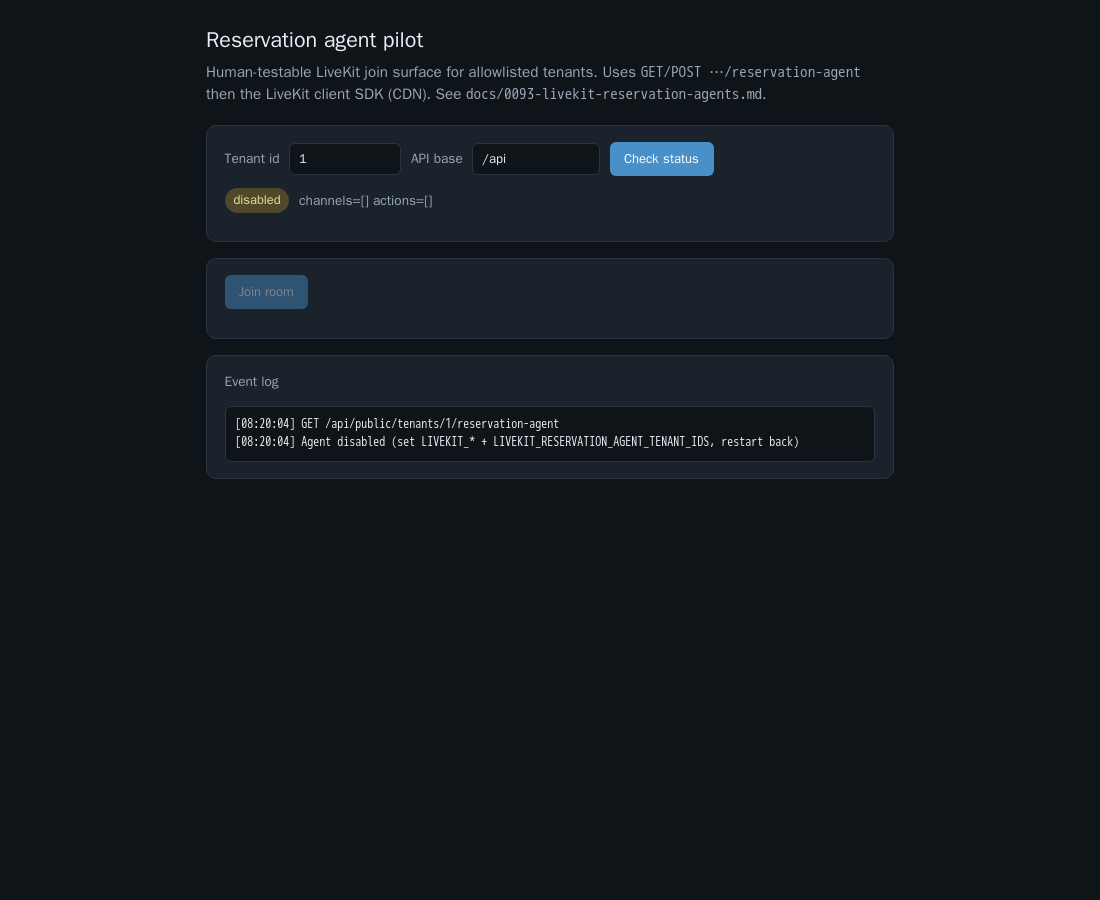 Reservation agent pilot
Human-testable LiveKit join surface for allowlisted tenants. Uses GET/POST …/reservation-agent
then the LiveKit client SDK (CDN). See docs/0093-livekit-reservation-agents.md.
Tenant id 1 API base /api Check status
disabled channels=[] actions=[]
Join room
Event log
[08:20:04] GET /api/public/tenants/1/reservation-agent
[08:20:04] Agent disabled (set LIVEKIT_* + LIVEKIT_RESERVATION_AGENT_TENANT_IDS, restart back)